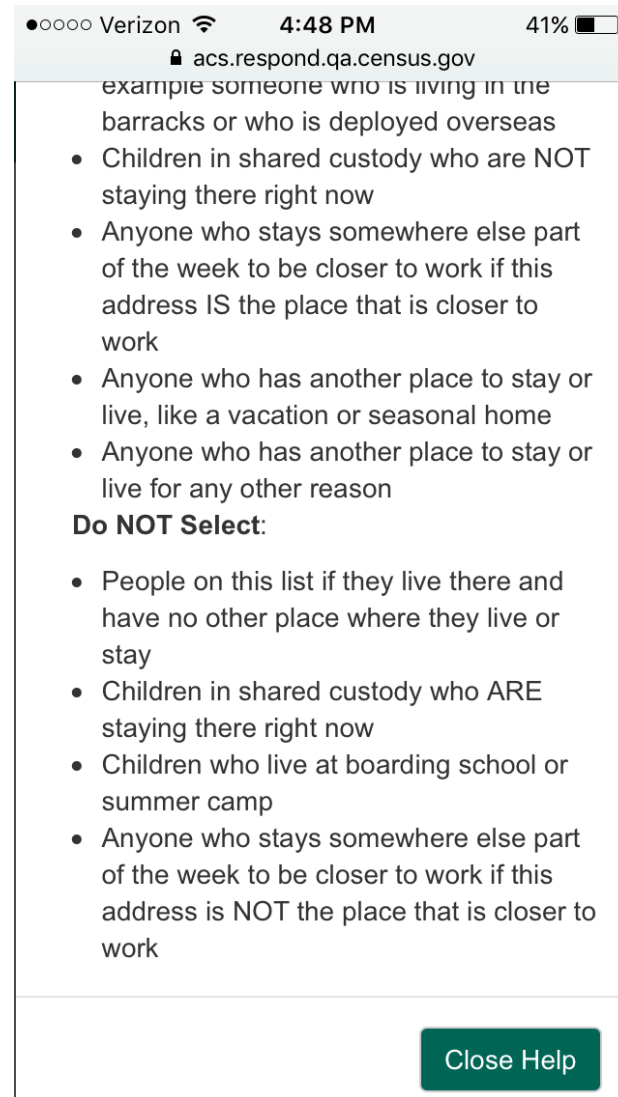 Verizon 4:48 PM 41%
acs.respond.qa.census.gov
example someone who is living in the
barracks or who is deployed overseas
• Children in shared custody who are NOT
staying there right now
• Anyone who stays somewhere else part
of the week to be closer to work if this
address IS the place that is closer to
work
• Anyone who has another place to stay or
live, like a vacation or seasonal home
• Anyone who has another place to stay or
live for any other reason
Do NOT Select:
• People on this list if they live there and
have no other place where they live or
stay
• Children in shared custody who ARE
staying there right now
• Children who live at boarding school or
summer camp
• Anyone who stays somewhere else part
of the week to be closer to work if this
address is NOT the place that is closer to
work
Close Help